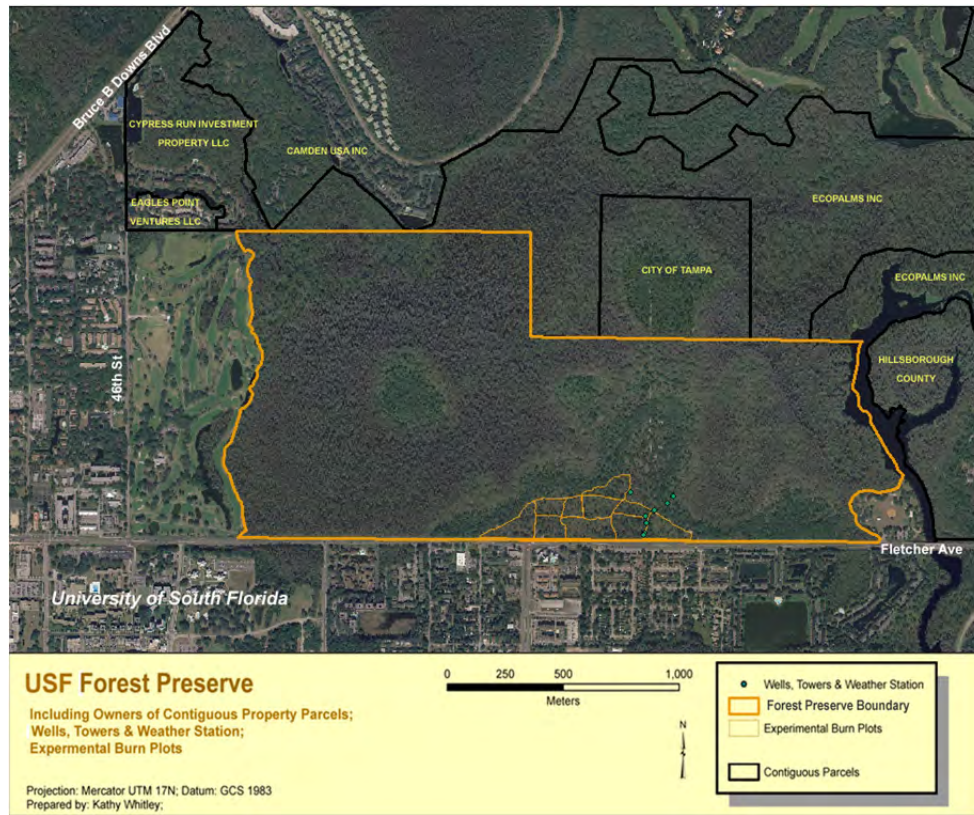 Bruce B Downs Blvd
CYPRESS RUN INVESTMENT
PROPERTY LLC
CAMDEN USA INC
EAGLES POINT
VENTURES LLC
ECOPALMS INC
CITY OF TAMPA
ECOPALMS INC
HILLSBOROUGH
COUNTY
46th St
Fletcher Ave
University of South Florida
USF Forest Preserve
Including Owners of Contiguous Property Parcels;
Wells, Towers & Weather Station;
Expermental Burn Plots
Projection: Mercator UTM 17N; Datum: GCS 1983
Prepared by: Kathy Whitley;
0 250 500 1,000
Meters
N
Wells, Towers & Weather Station
Forest Preserve Boundary
Experimental Burn Plots
Contiguous Parcels